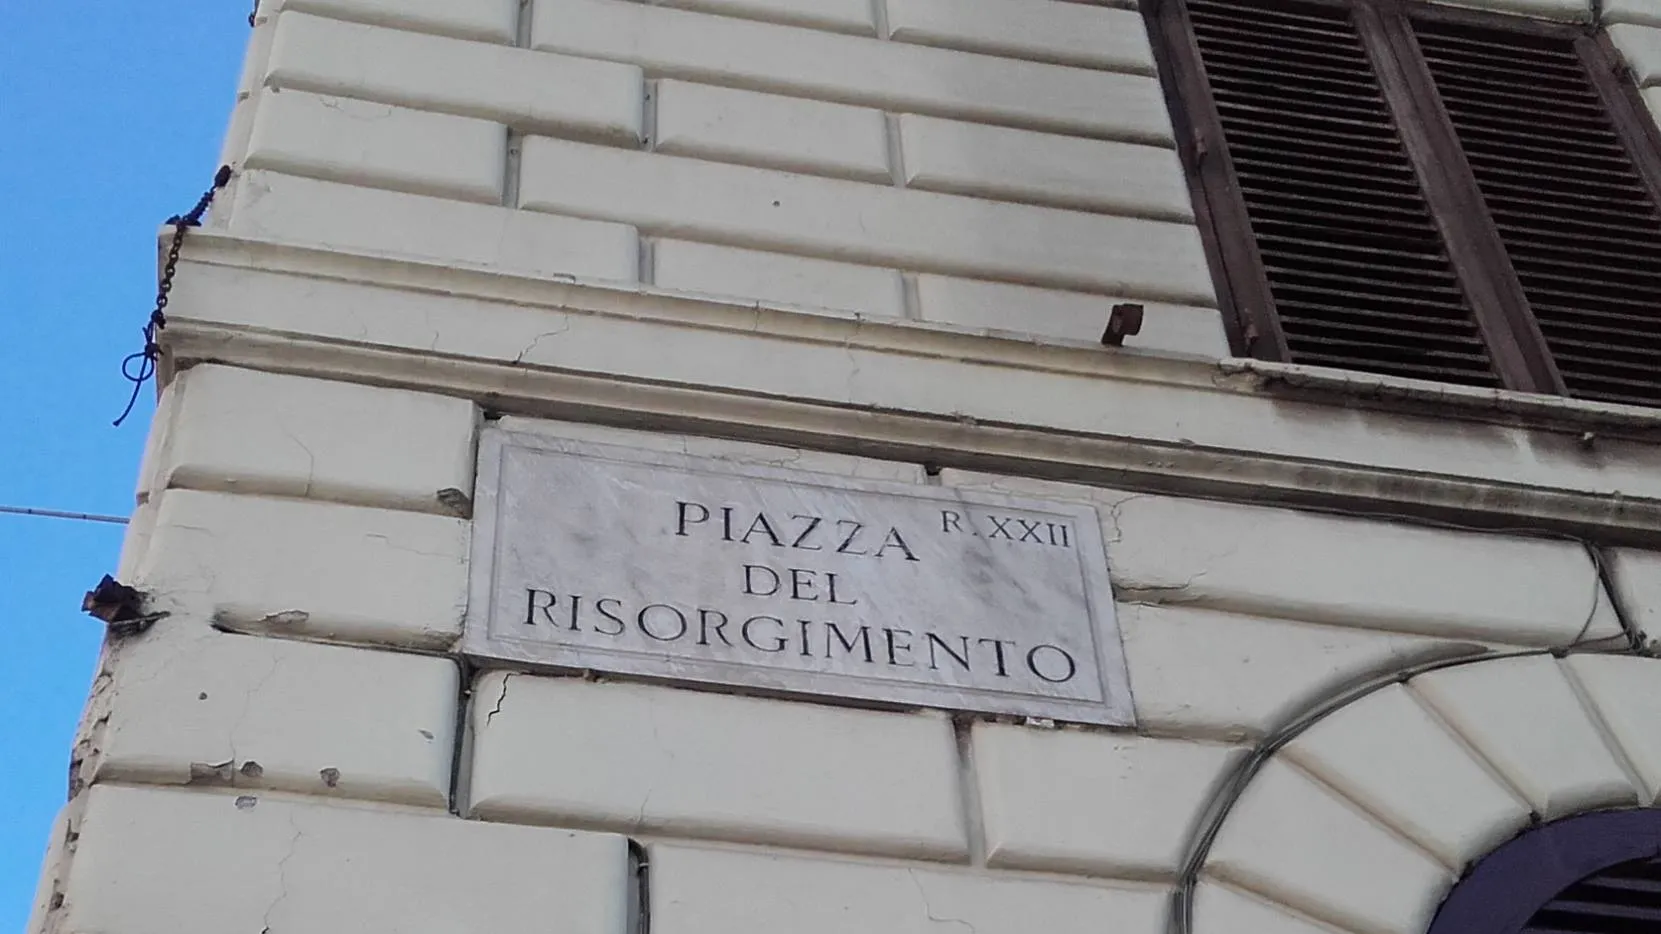 PIAZZA R. XXII
DEL
RISORGIMENTO